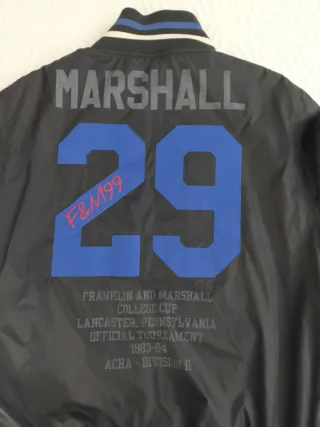 MARSHALL
29
F&M99
FRANKLIN AND MARSHALL
COLLEGE CUP
LANCASTER, PENNSYLVANIA
OFFICIAL TOURNAMENT
1983-84
ACHA - DIVISION II